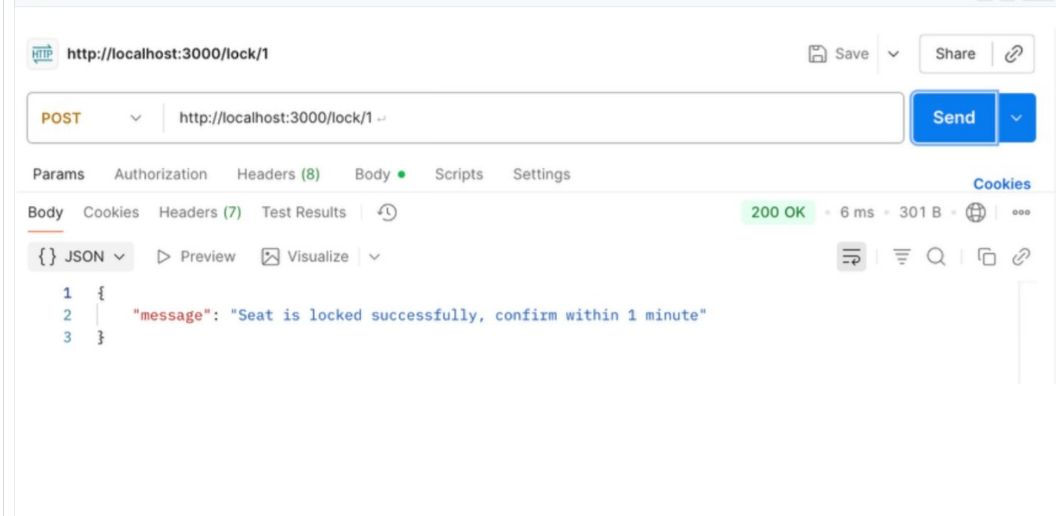 HTTP http://localhost:3000/lock/1 Save Share
POST http://localhost:3000/lock/1 Send
Params Authorization Headers (8) Body Scripts Settings
Cookies
Body Cookies Headers (7) Test Results 200 OK 6 ms 301 B
{} JSON Preview Visualize
1 {
2 "message": "Seat is locked successfully, confirm within 1 minute"
3 }